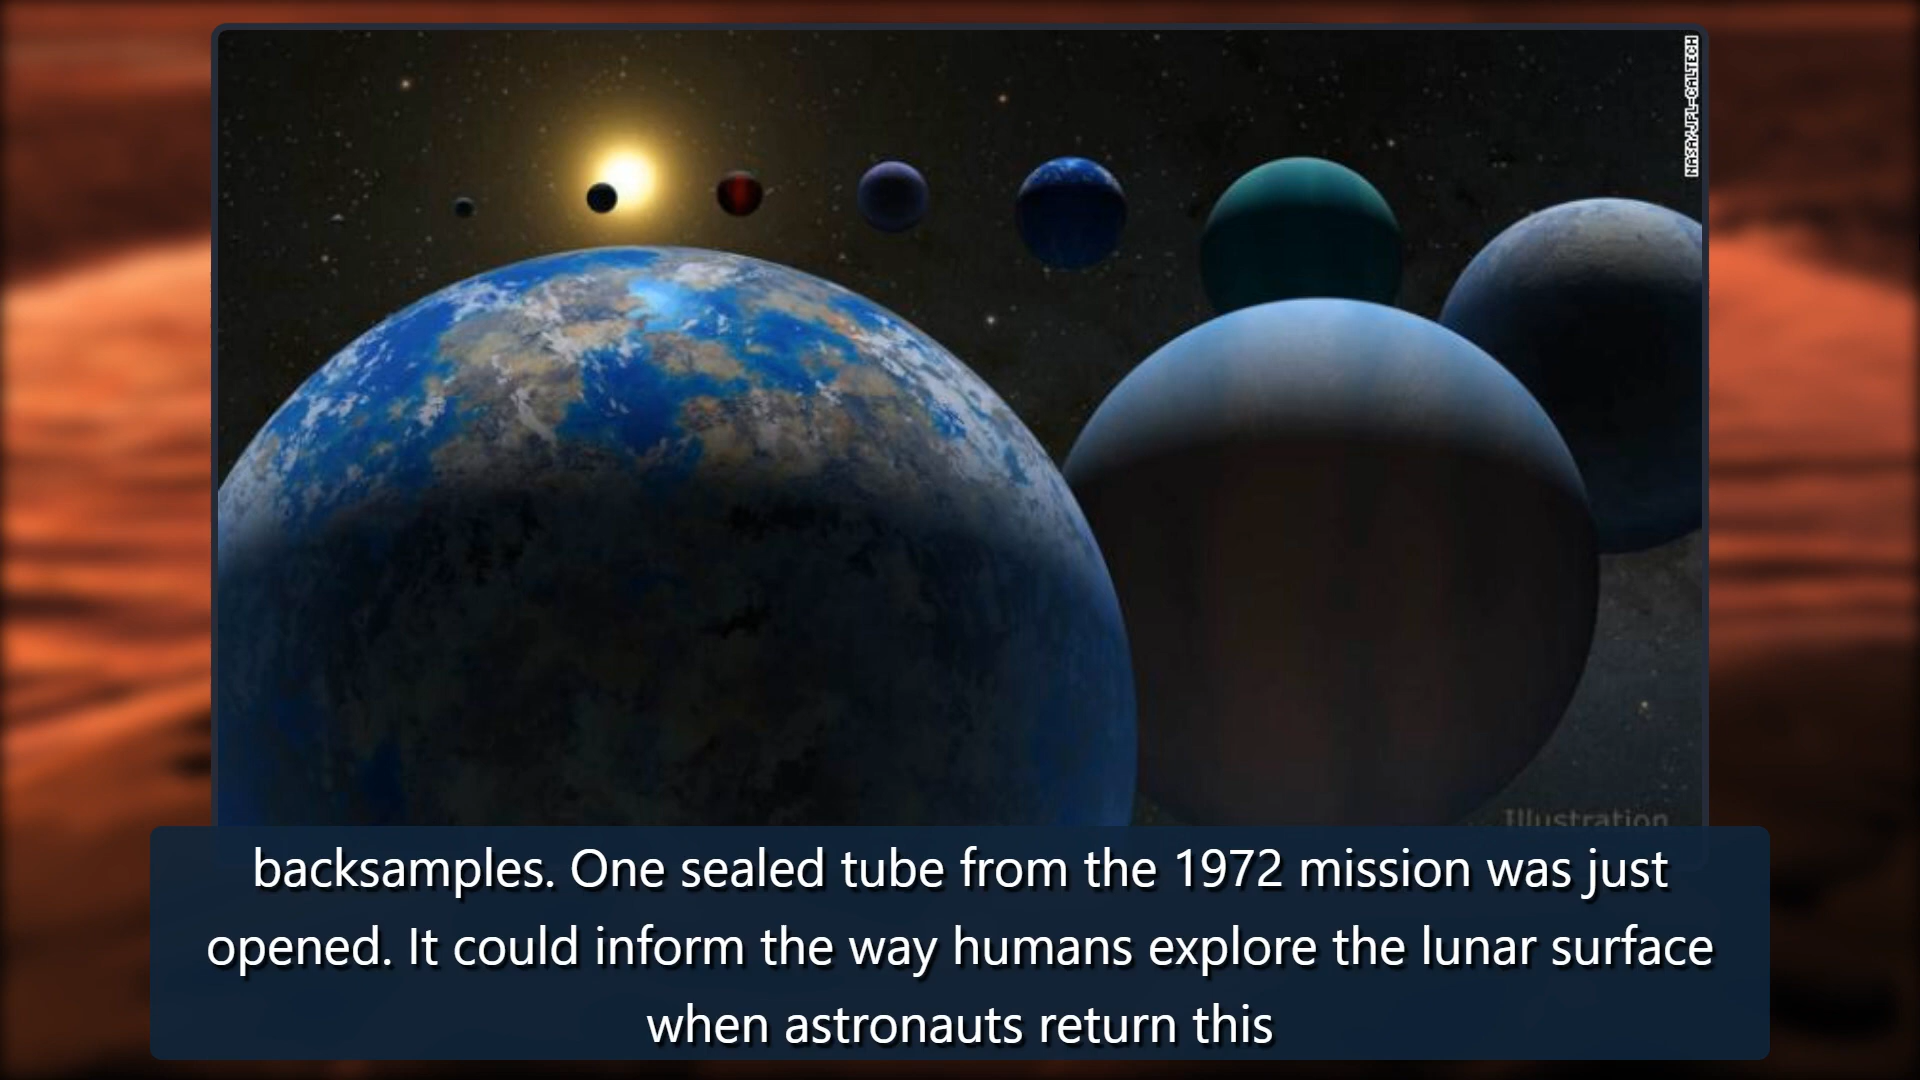 NASA/JPL-CALTECH
Illustration
backsamples. One sealed tube from the 1972 mission was just
opened. It could inform the way humans explore the lunar surface
when astronauts return this